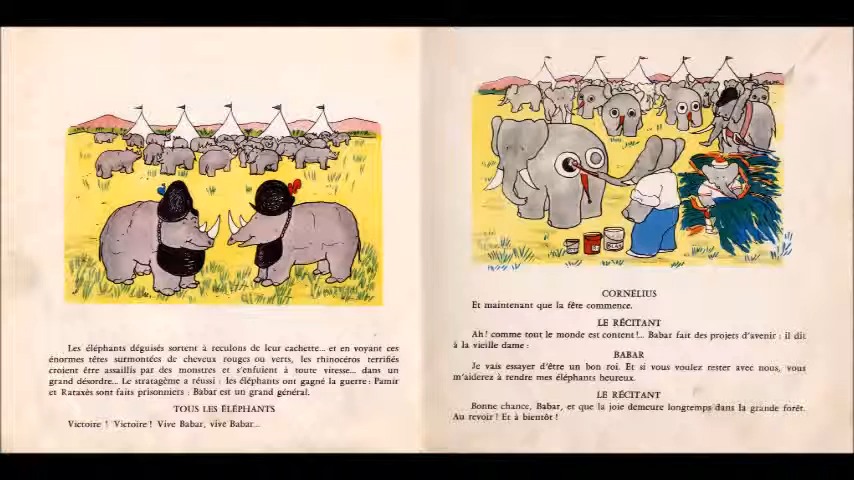 Les éléphants déguisés sortent à reculons de leur cachette... et en voyant ces
énormes têtes surmontées de cheveux rouges ou verts, les rhinocéros terrifiés
croient être assaillis par des monstres et s'enfuient à toute vitesse... dans un
grand désordre... Le stratagème a réussi : les éléphants ont gagné la guerre : Pamir
et Rataxès sont faits prisonniers : Babar est un grand général.
TOUS LES ÉLÉPHANTS
Victoire ! Victoire ! Vive Babar, vive Babar...
CORNÉLIUS
Et maintenant que la fête commence.
LE RÉCITANT
Ah! comme tout le monde est content!... Babar fait des projets d'avenir : il dit
à la vieille dame :
BABAR
Je vais essayer d'être un bon roi. Et si vous voulez rester avec nous, vous
m'aiderez à rendre mes éléphants heureux.
LE RÉCITANT
Bonne chance, Babar, et que la joie demeure longtemps dans la grande forêt.
Au revoir ! Et à bientôt !